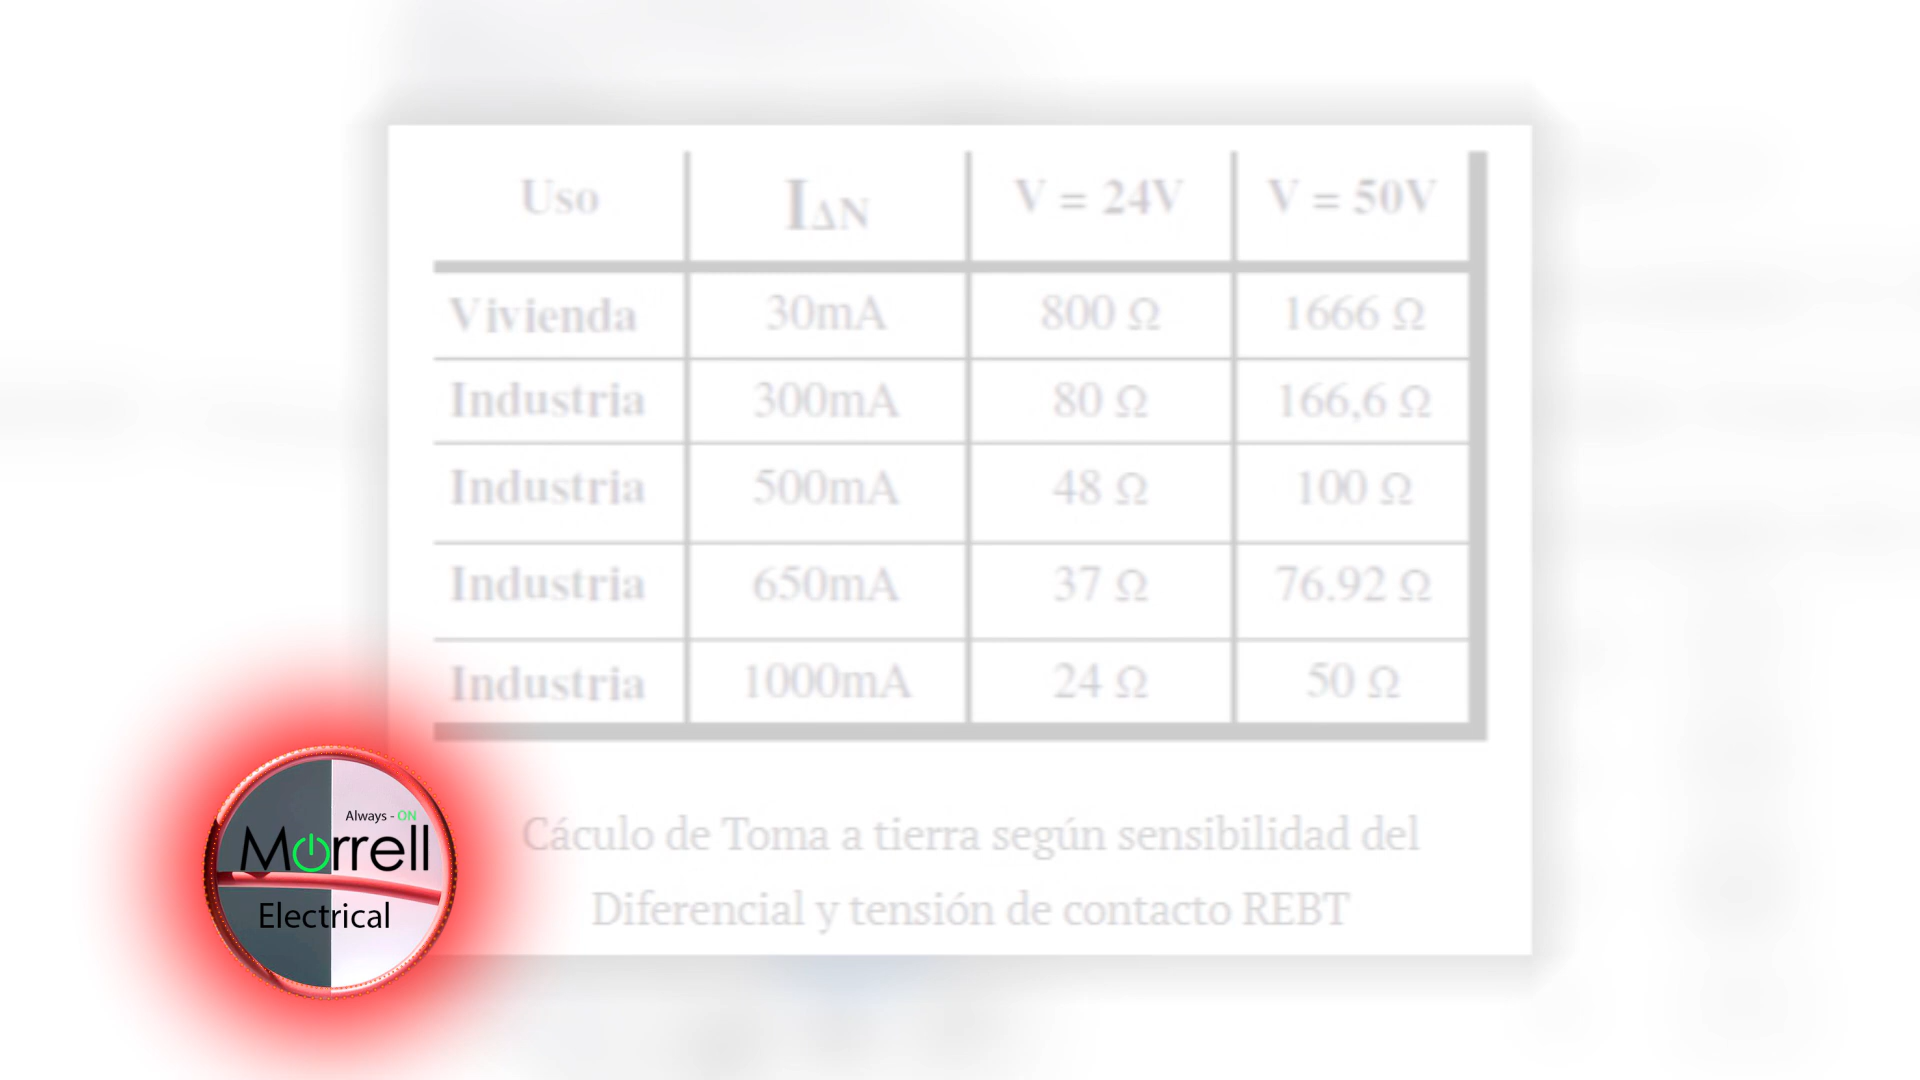 Uso IΔN V = 24V V = 50V
Vivienda 30mA 800 Ω 1666 Ω
Industria 300mA 80 Ω 166,6 Ω
Industria 500mA 48 Ω 100 Ω
Industria 650mA 37 Ω 76.92 Ω
Industria 1000mA 24 Ω 50 Ω
Cáculo de Toma a tierra según sensibilidad del
Diferencial y tensión de contacto REBT
Always - ON
Morrell
Electrical